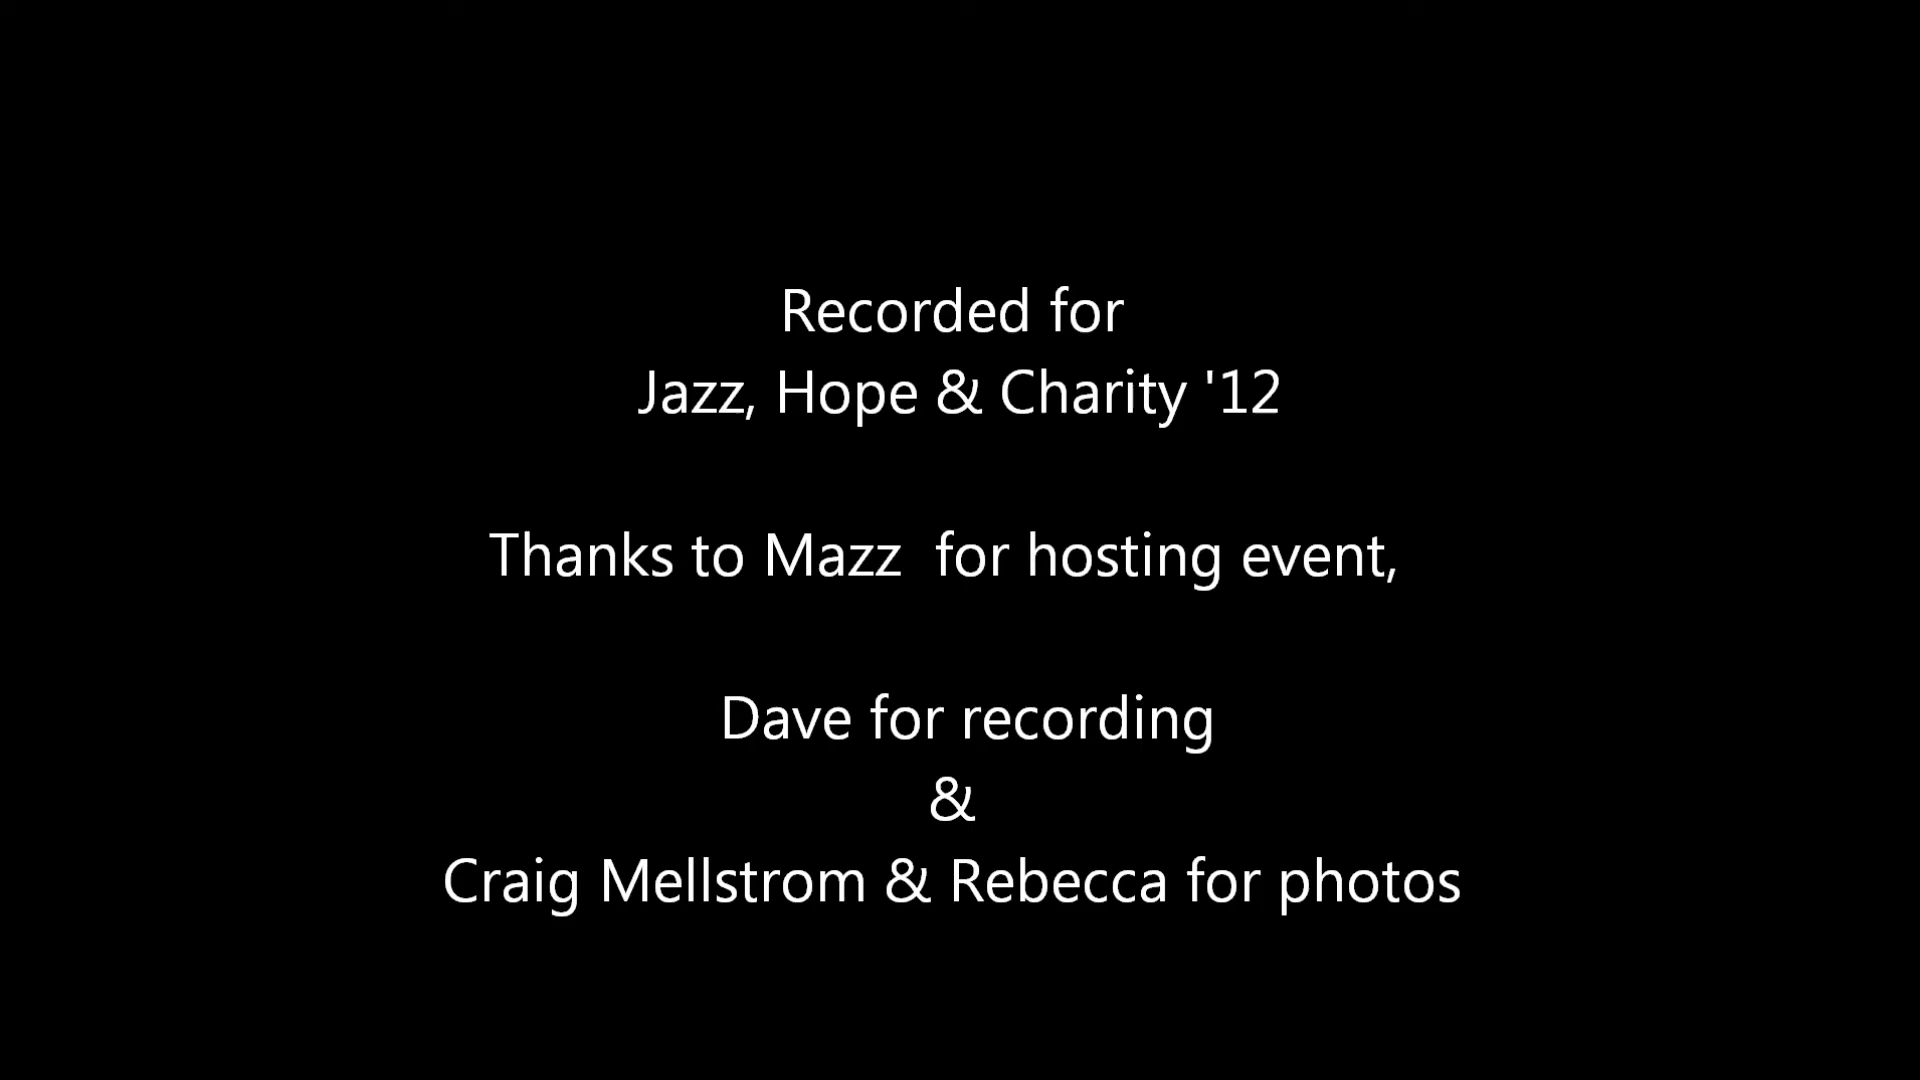 Recorded for
Jazz, Hope & Charity '12
Thanks to Mazz  for hosting event,
Dave for recording
&
Craig Mellstrom & Rebecca for photos